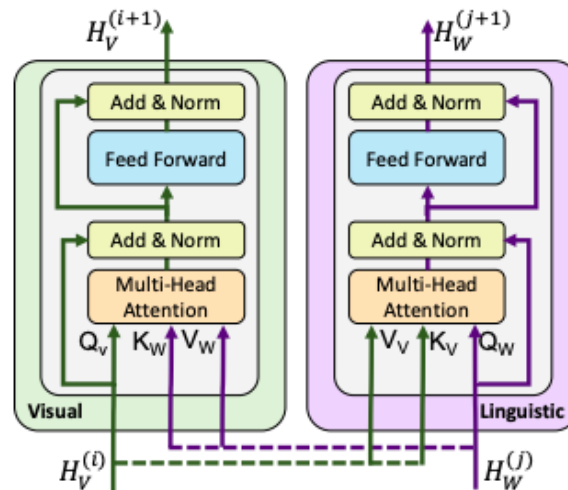 H_V^(i+1)
H_W^(j+1)
Add & Norm
Feed Forward
Add & Norm
Multi-Head
Attention
Q_v K_W V_W
Visual
H_V^(i)
Add & Norm
Feed Forward
Add & Norm
Multi-Head
Attention
V_V K_V Q_W
Linguistic
H_W^(j)